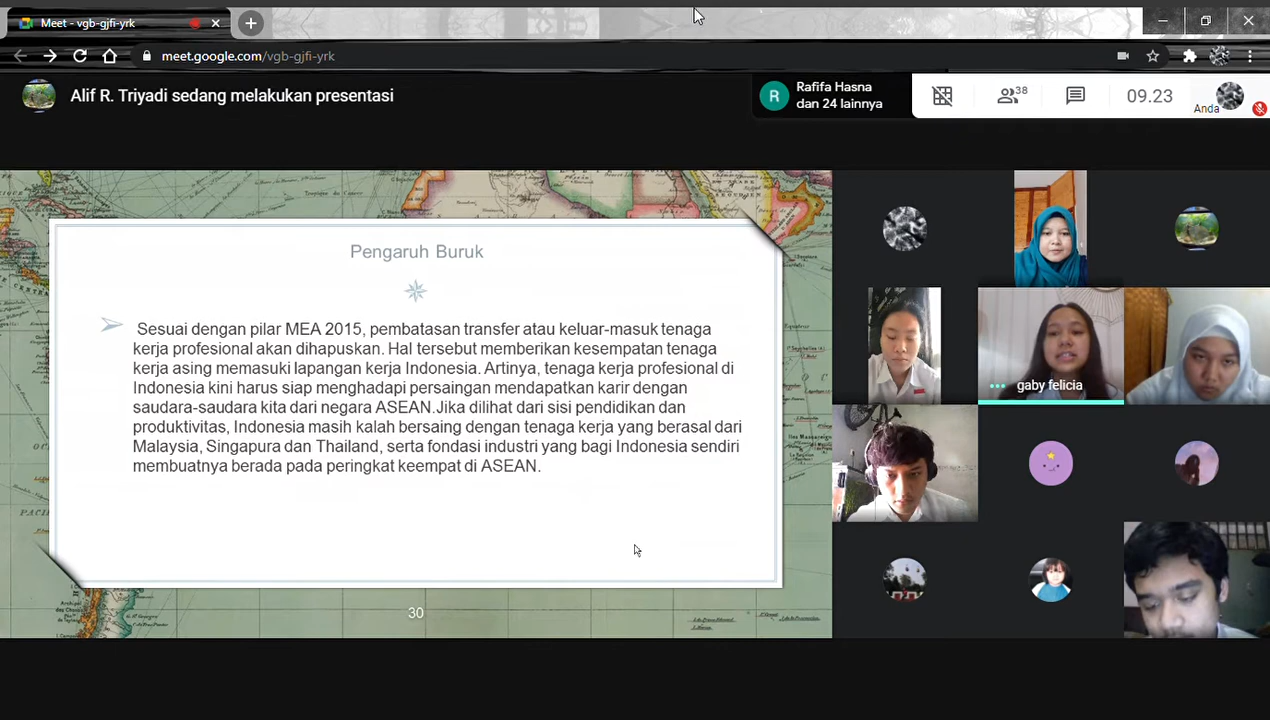 Meet - vgb-gjfi-yrk
meet.google.com/vgb-gjfi-yrk
Alif R. Triyadi sedang melakukan presentasi
R
Rafifa Hasna
dan 24 lainnya
38
09.23
Anda
Pengaruh Buruk
Sesuai dengan pilar MEA 2015, pembatasan transfer atau keluar-masuk tenaga
kerja profesional akan dihapuskan. Hal tersebut memberikan kesempatan tenaga
kerja asing memasuki lapangan kerja Indonesia. Artinya, tenaga kerja profesional di
Indonesia kini harus siap menghadapi persaingan mendapatkan karir dengan
saudara-saudara kita dari negara ASEAN.Jika dilihat dari sisi pendidikan dan
produktivitas, Indonesia masih kalah bersaing dengan tenaga kerja yang berasal dari
Malaysia, Singapura dan Thailand, serta fondasi industri yang bagi Indonesia sendiri
membuatnya berada pada peringkat keempat di ASEAN.
30
gaby felicia